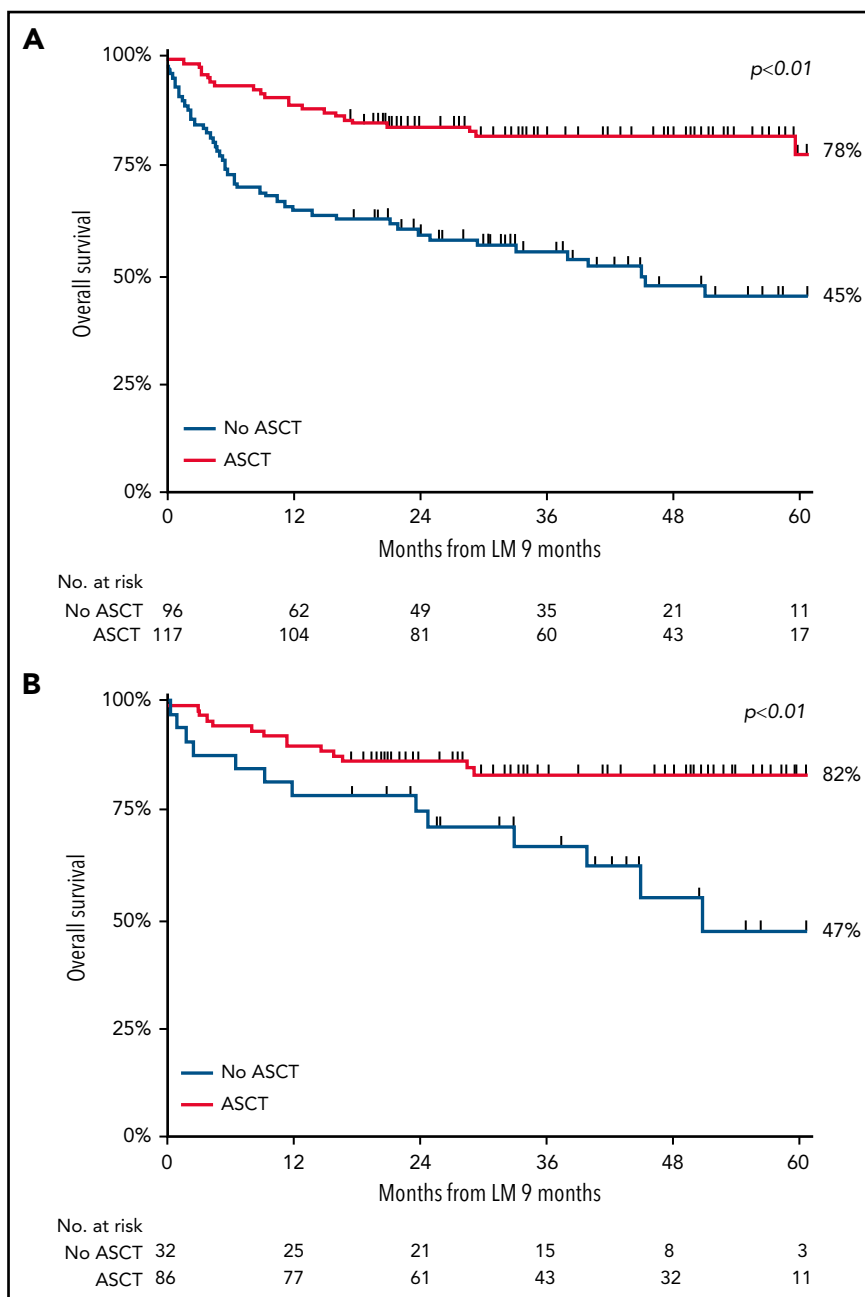 A
100%
p<0.01
75%
78%
Overall survival
50%
45%
25%
No ASCT
ASCT
0%
0 12 24 36 48 60
Months from LM 9 months
No. at risk
No ASCT 96 62 49 35 21 11
ASCT 117 104 81 60 43 17
B
100%
p<0.01
82%
75%
Overall survival
50%
47%
25%
No ASCT
ASCT
0%
0 12 24 36 48 60
Months from LM 9 months
No. at risk
No ASCT 32 25 21 15 8 3
ASCT 86 77 61 43 32 11